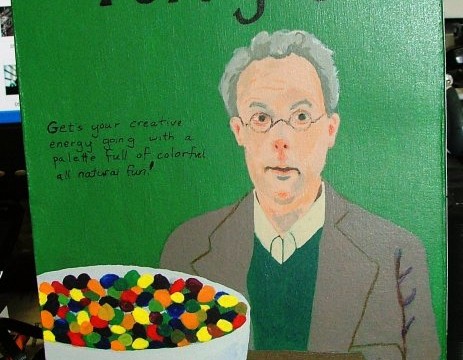 Gets your creative
energy going with a
palette full of colorful
all natural fun!